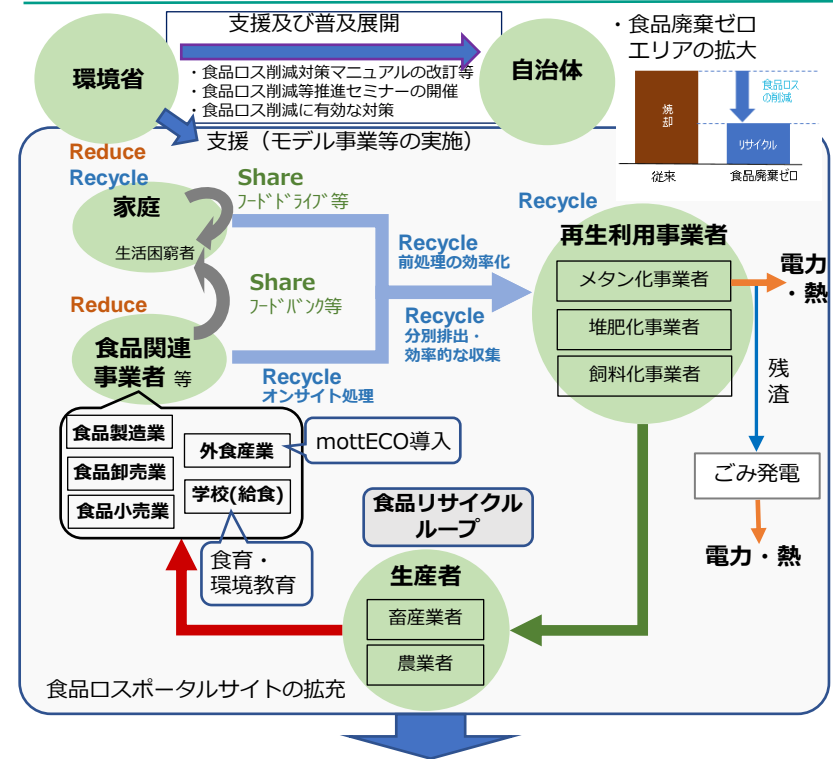 支援及び普及展開
環境省
・食品ロス削減対策マニュアルの改訂等
・食品ロス削減等推進セミナーの開催
・食品ロス削減に有効な対策
自治体
・食品廃棄ゼロ
エリアの拡大
焼却
食品ロス
の削減
リサイクル
従来
食品廃棄ゼロ
支援（モデル事業等の実施）
Reduce
Recycle
家庭
生活困窮者
Share
ﾌｰﾄﾞﾄﾞﾗｲﾌﾞ等
Share
ﾌｰﾄﾞﾊﾞﾝｸ等
Reduce
食品関連
事業者 等
Recycle
前処理の効率化
Recycle
分別排出・
効率的な収集
Recycle
オンサイト処理
Recycle
再生利用事業者
メタン化事業者
堆肥化事業者
飼料化事業者
電力
・熱
残渣
ごみ発電
電力・熱
食品製造業
食品卸売業
食品小売業
外食産業
学校(給食)
mottECO導入
食育・
環境教育
食品リサイクル
ループ
生産者
畜産業者
農業者
食品ロスポータルサイトの拡充